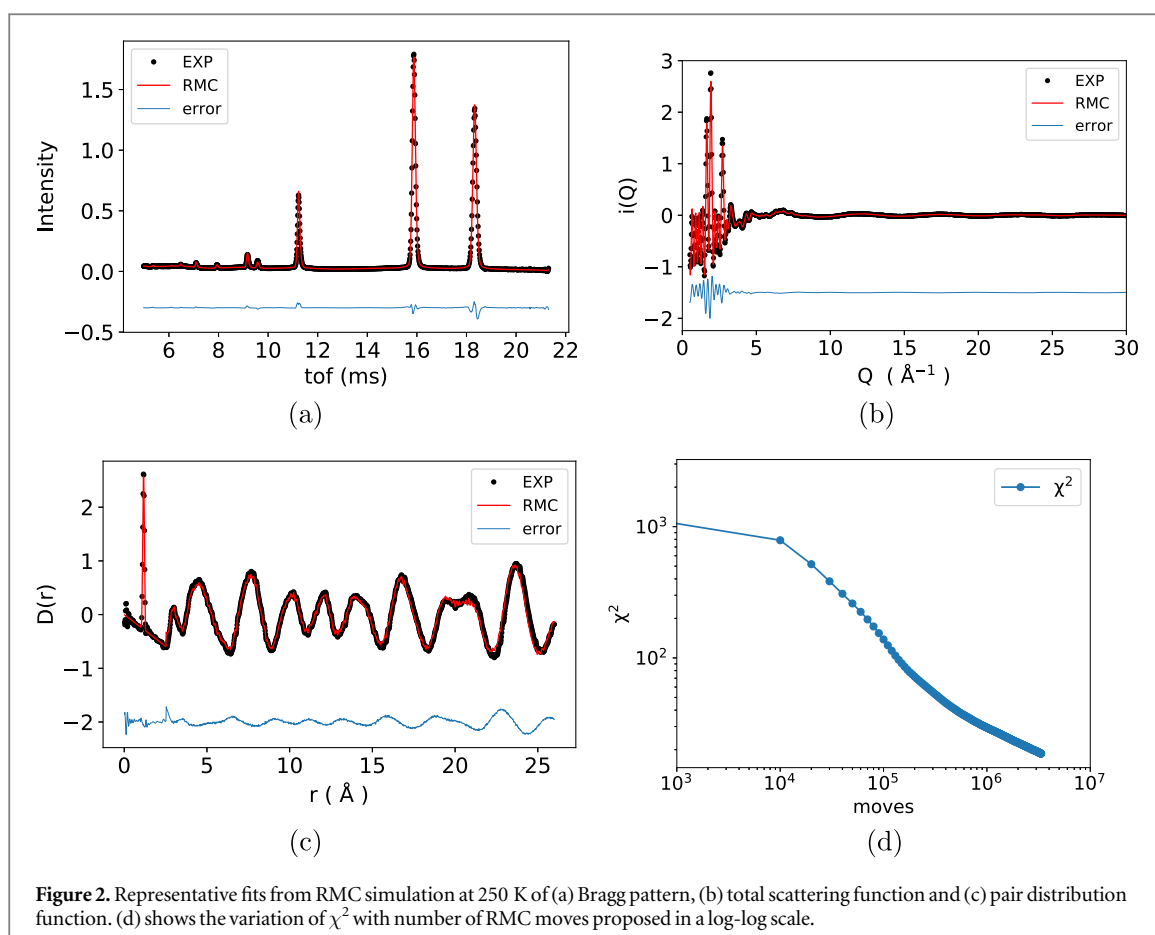 1.5
1.0
0.5
0.0
−0.5
Intensity
EXP
RMC
error
6 8 10 12 14 16 18 20 22
tof (ms)
(a)
3
2
1
0
−1
−2
i(Q)
EXP
RMC
error
0 5 10 15 20 25 30
Q ( Å⁻¹)
(b)
2
1
0
−1
−2
D(r)
EXP
RMC
error
0 5 10 15 20 25
r ( Å)
(c)
10³
10²
χ²
χ²
10³ 10⁴ 10⁵ 10⁶ 10⁷
moves
(d)
Figure 2. Representative fits from RMC simulation at 250 K of (a) Bragg pattern, (b) total scattering function and (c) pair distribution
function. (d) shows the variation of χ² with number of RMC moves proposed in a log-log scale.